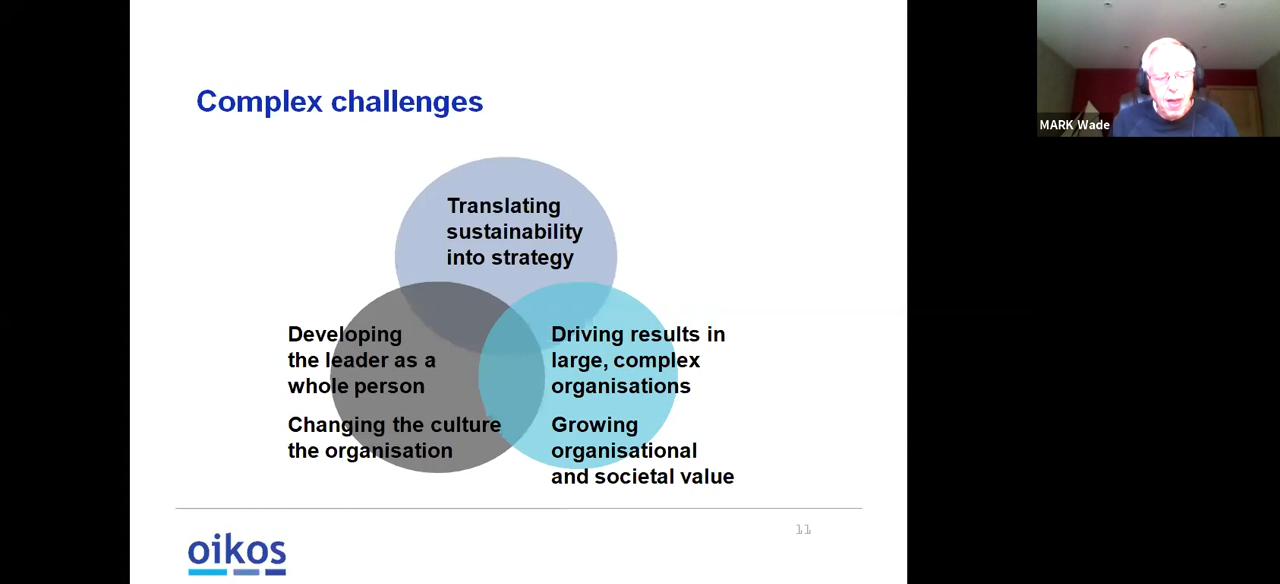 Complex challenges
MARK Wade
Translating
sustainability
into strategy
Developing
the leader as a
whole person
Changing the culture
the organisation
Driving results in
large, complex
organisations
Growing
organisational
and societal value
11
oikos